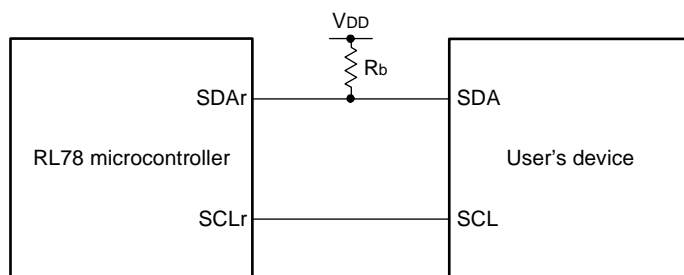 VDD
Rb
SDAr
SDA
RL78 microcontroller
User's device
SCLr
SCL